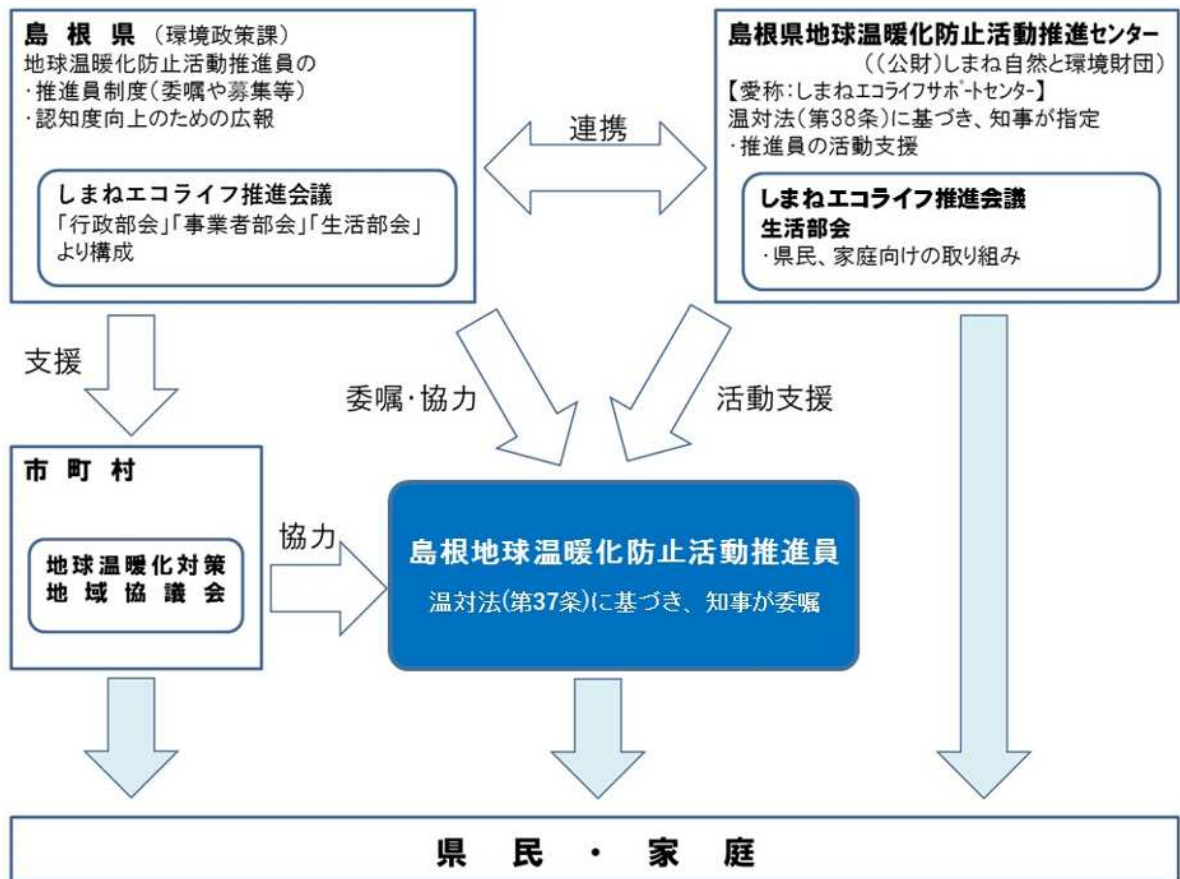 島根県（環境政策課）
地球温暖化防止活動推進員の
・推進員制度（委嘱や募集等）
・認知度向上のための広報
しまねエコライフ推進会議
「行政部会」「事業者部会」「生活部会」
より構成
連携
島根県地球温暖化防止活動推進センター
（（公財）しまね自然と環境財団）
【愛称：しまねエコライフサポートセンター】
温対法（第38条）に基づき、知事が指定
・推進員の活動支援
しまねエコライフ推進会議
生活部会
・県民、家庭向けの取り組み
支援
委嘱・協力
活動支援
市町村
地球温暖化対策
地域協議会
協力
島根地球温暖化防止活動推進員
温対法(第37条)に基づき、知事が委嘱
県民・家庭